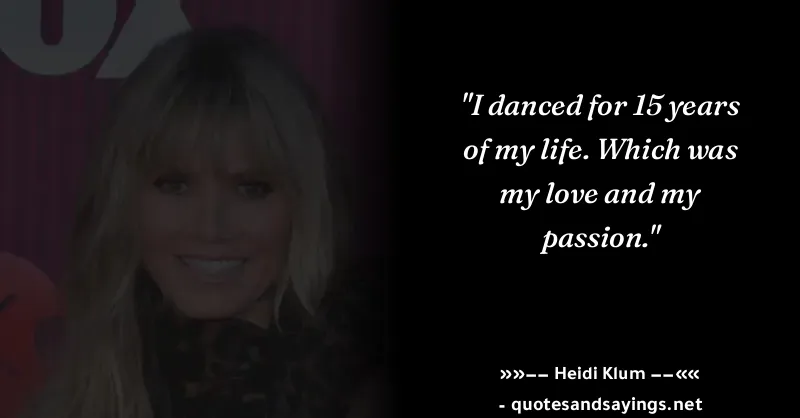 "I danced for 15 years
of my life. Which was
my love and my
passion."
»»−− Heidi Klum −−««
- quotesandsayings.net